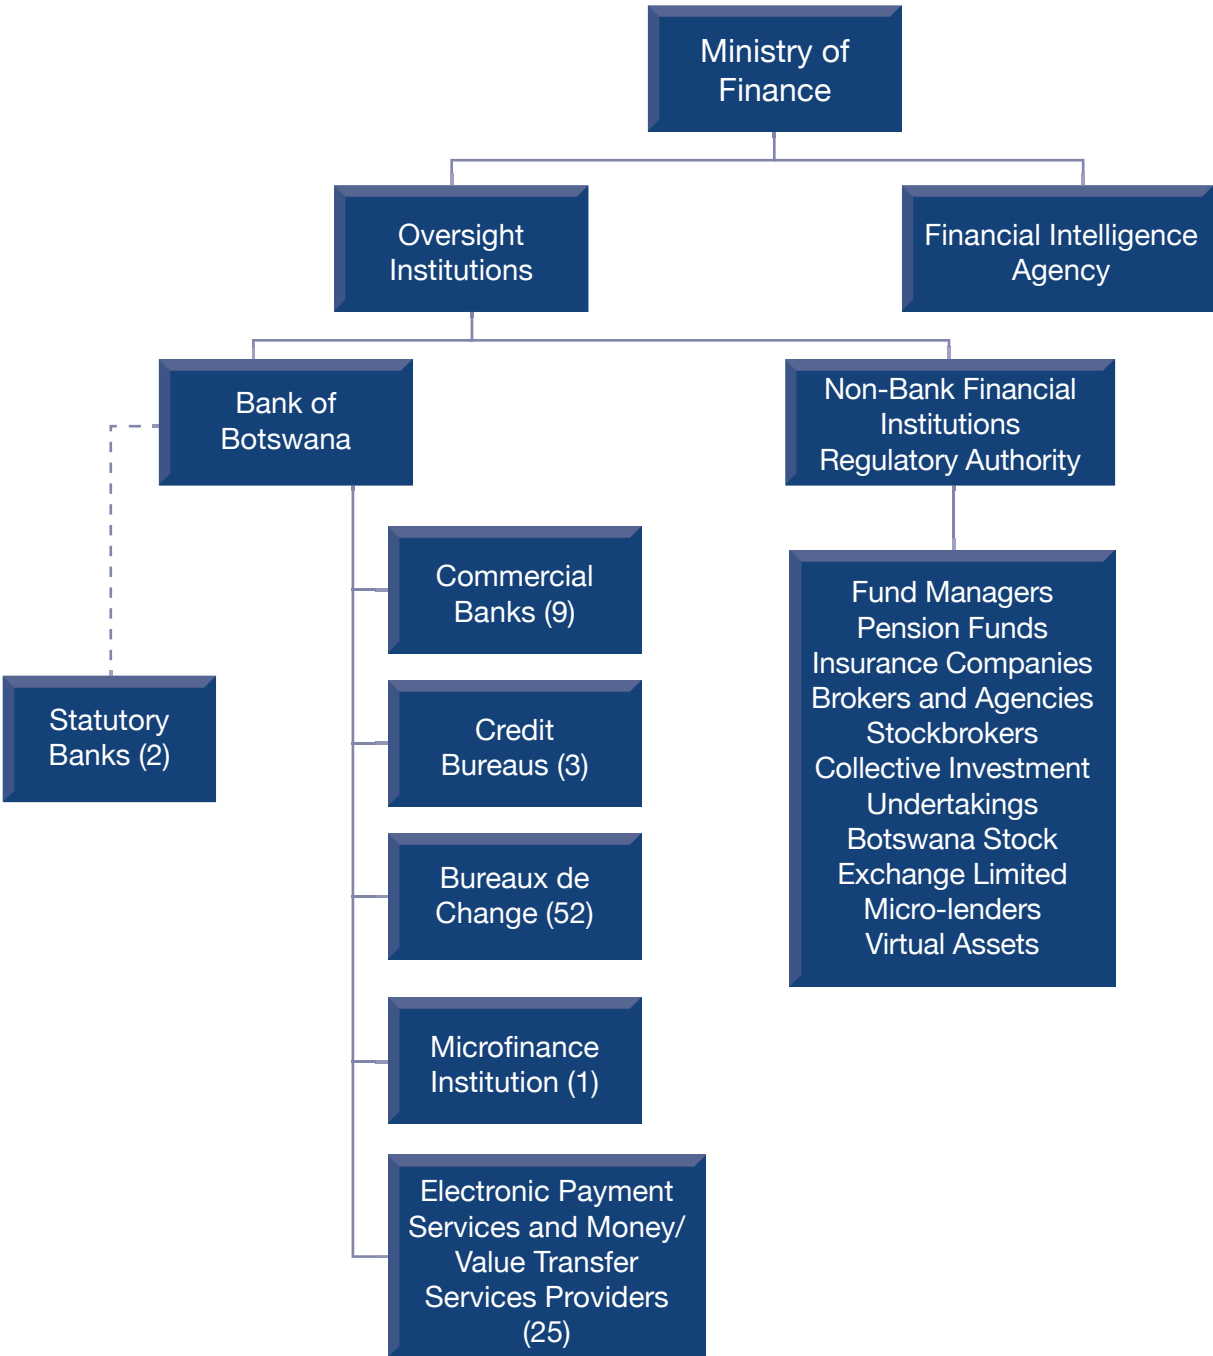 Ministry of
Finance
Oversight
Institutions
Financial Intelligence
Agency
Bank of
Botswana
Non-Bank Financial
Institutions
Regulatory Authority
Statutory
Banks (2)
Commercial
Banks (9)
Credit
Bureaus (3)
Bureaux de
Change (52)
Microfinance
Institution (1)
Electronic Payment
Services and Money/
Value Transfer
Services Providers
(25)
Fund Managers
Pension Funds
Insurance Companies
Brokers and Agencies
Stockbrokers
Collective Investment
Undertakings
Botswana Stock
Exchange Limited
Micro-lenders
Virtual Assets